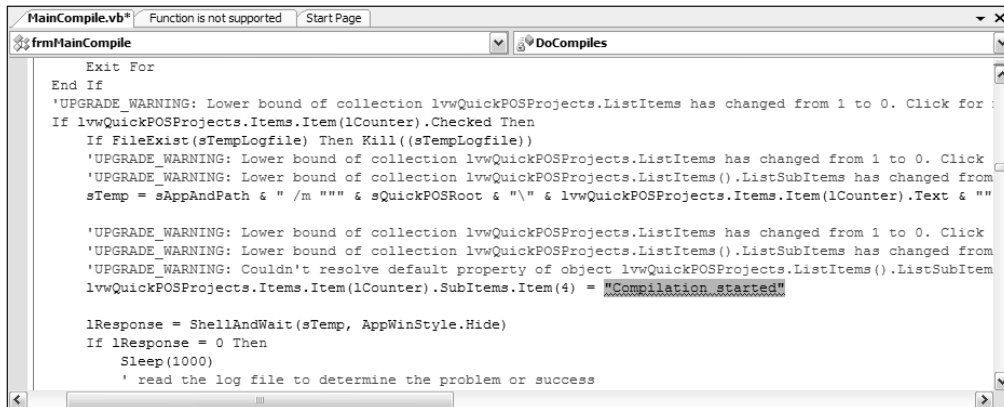 MainCompile.vb* Function is not supported Start Page
frmMainCompile DoCompiles
Exit For
End If
'UPGRADE_WARNING: Lower bound of collection lvwQuickPOSProjects.ListItems has changed from 1 to 0. Click for
If lvwQuickPOSProjects.Items.Item(lCounter).Checked Then
If FileExist(sTempLogfile) Then Kill((sTempLogfile))
'UPGRADE_WARNING: Lower bound of collection lvwQuickPOSProjects.ListItems has changed from 1 to 0. Click
'UPGRADE_WARNING: Lower bound of collection lvwQuickPOSProjects.ListItems().ListSubItems has changed from
sTemp = sAppAndPath & " /m """ & sQuickPOSRoot & "\" & lvwQuickPOSProjects.Items.Item(lCounter).Text & ""
'UPGRADE_WARNING: Lower bound of collection lvwQuickPOSProjects.ListItems has changed from 1 to 0. Click
'UPGRADE_WARNING: Lower bound of collection lvwQuickPOSProjects.ListItems().ListSubItems has changed from
'UPGRADE_WARNING: Couldn't resolve default property of object lvwQuickPOSProjects.ListItems().ListSubItem
lvwQuickPOSProjects.Items.Item(lCounter).SubItems.Item(4) = "Compilation started"
lResponse = ShellAndWait(sTemp, AppWinStyle.Hide)
If lResponse = 0 Then
Sleep(1000)
' read the log file to determine the problem or success